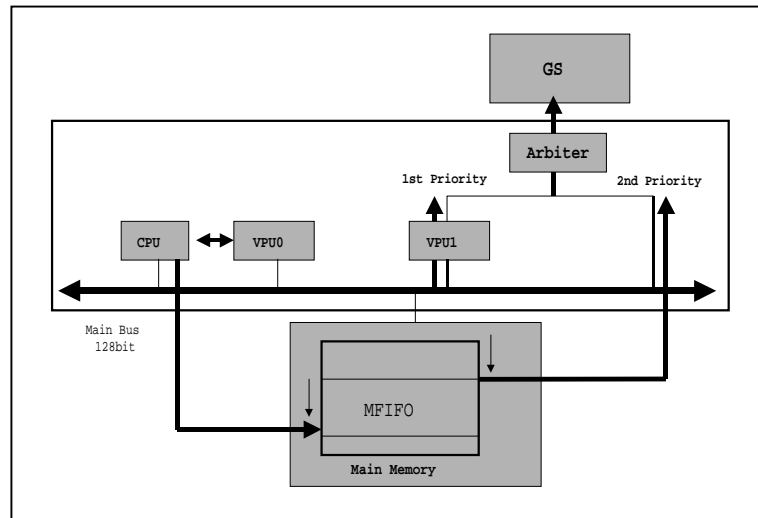 GS
Arbiter
1st Priority
2nd Priority
CPU
VPU0
VPU1
Main Bus
128bit
MFIFO
Main Memory